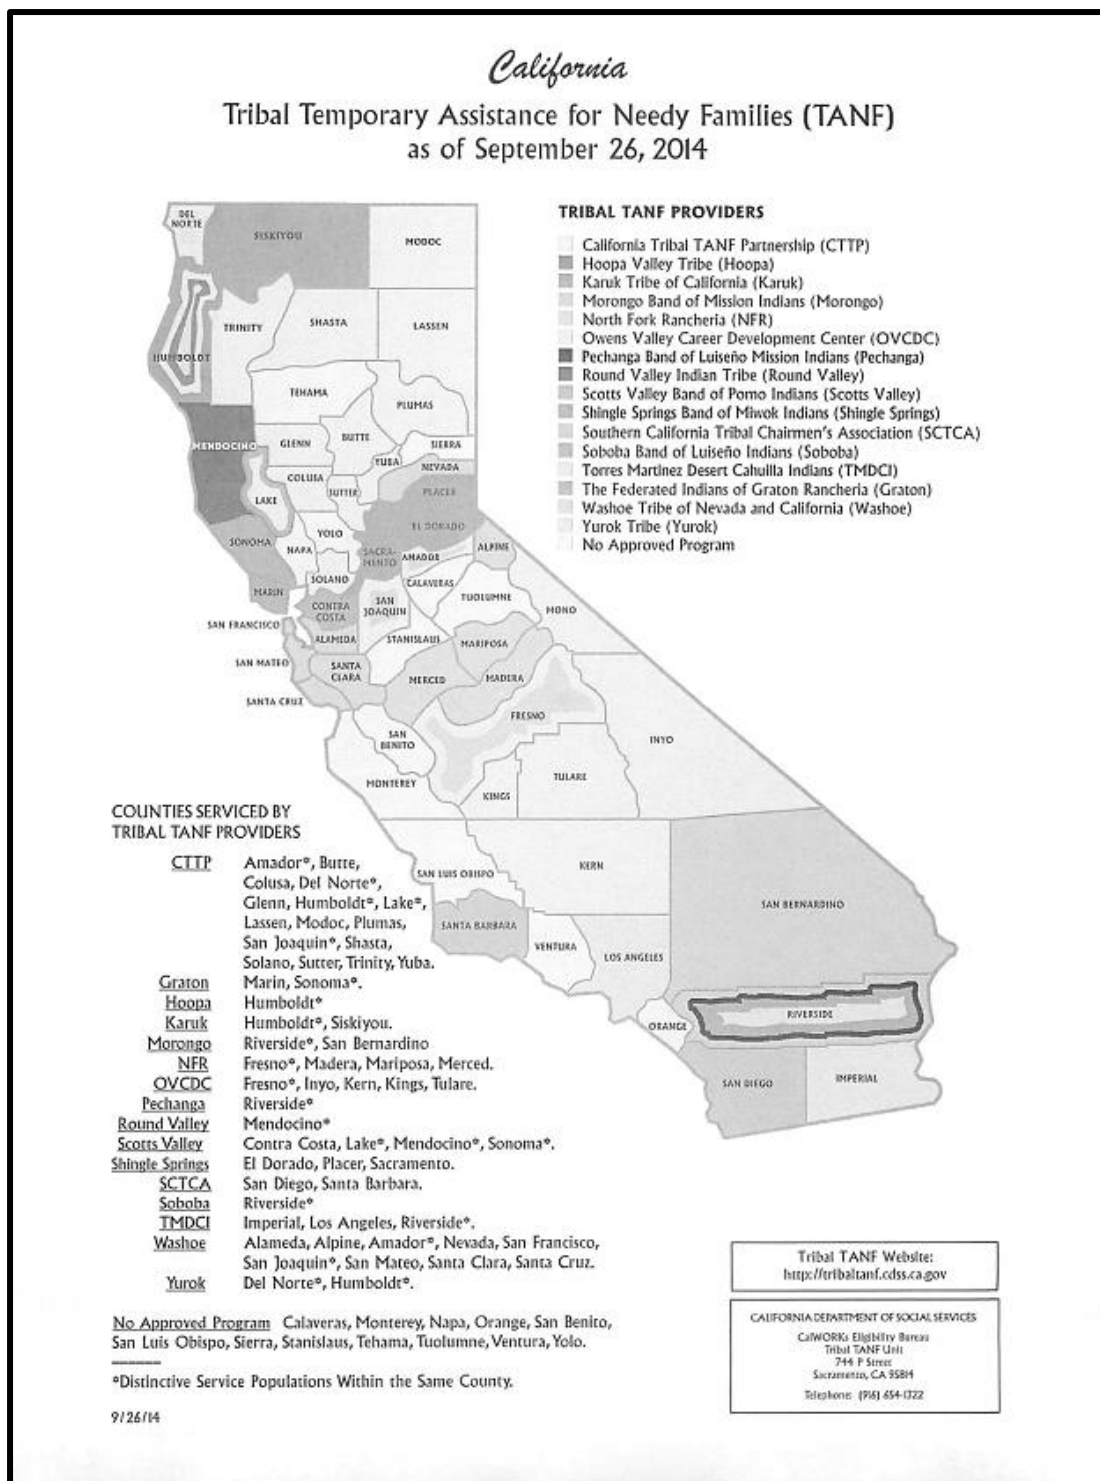 California
Tribal Temporary Assistance for Needy Families (TANF)
as of September 26, 2014
TRIBAL TANF PROVIDERS
California Tribal TANF Partnership (CTTP)
Hoopa Valley Tribe (Hoopa)
Karuk Tribe of California (Karuk)
Morongo Band of Mission Indians (Morongo)
North Fork Rancheria (NFR)
Owens Valley Career Development Center (OVCDC)
Pechanga Band of Luiseño Mission Indians (Pechanga)
Round Valley Indian Tribe (Round Valley)
Scotts Valley Band of Pomo Indians (Scotts Valley)
Shingle Springs Band of Miwok Indians (Shingle Springs)
Southern California Tribal Chairmen's Association (SCTCA)
Soboba Band of Luiseño Indians (Soboba)
Torres Martinez Desert Cahuilla Indians (TMDCI)
The Federated Indians of Graton Rancheria (Graton)
Washoe Tribe of Nevada and California (Washoe)
Yurok Tribe (Yurok)
No Approved Program
DEL
NORTE
SISKIYOU
MODOC
TRINITY
SHASTA
LASSEN
HUMBOLDT
TEHAMA
PLUMAS
MENDOCINO
GLENN
BUTTE
SIERRA
YUBA
NEVADA
COLUSA
SUTTER
PLACER
LAKE
EL DORADO
YOLO
SONOMA
NAPA
SACRA-
MENTO
AMADOR
ALPINE
SOLANO
CALAVERAS
MARIN
CONTRA
COSTA
SAN
JOAQUIN
TUOLUMNE
MONO
SAN FRANCISCO
ALAMEDA
STANISLAUS
MARIPOSA
SAN MATEO
SANTA
CLARA
MERCED
MADERA
SANTA CRUZ
FRESNO
SAN
BENITO
INYO
MONTEREY
KINGS
TULARE
SAN LUIS OBISPO
KERN
SAN BERNARDINO
SANTA BARBARA
VENTURA
LOS ANGELES
ORANGE
RIVERSIDE
SAN DIEGO
IMPERIAL
COUNTIES SERVICED BY
TRIBAL TANF PROVIDERS
CTTP Amador*, Butte,
Colusa, Del Norte*,
Glenn, Humboldt*, Lake*,
Lassen, Modoc, Plumas,
San Joaquin*, Shasta,
Solano, Sutter, Trinity, Yuba.
Graton Marin, Sonoma*.
Hoopa Humboldt*
Karuk Humboldt*, Siskiyou.
Morongo Riverside*, San Bernardino
NFR Fresno*, Madera, Mariposa, Merced.
OVCDC Fresno*, Inyo, Kern, Kings, Tulare.
Pechanga Riverside*
Round Valley Mendocino*
Scotts Valley Contra Costa, Lake*, Mendocino*, Sonoma*.
Shingle Springs El Dorado, Placer, Sacramento.
SCTCA San Diego, Santa Barbara.
Soboba Riverside*
TMDCI Imperial, Los Angeles, Riverside*.
Washoe Alameda, Alpine, Amador*, Nevada, San Francisco,
San Joaquin*, San Mateo, Santa Clara, Santa Cruz.
Yurok Del Norte*, Humboldt*.
No Approved Program Calaveras, Monterey, Napa, Orange, San Benito,
San Luis Obispo, Sierra, Stanislaus, Tehama, Tuolumne, Ventura, Yolo.
*Distinctive Service Populations Within the Same County.
9/26/14
Tribal TANF Website:
http://tribaltanf.cdss.ca.gov
CALIFORNIA DEPARTMENT OF SOCIAL SERVICES
CalWORKs Eligibility Bureau
Tribal TANF Unit
744 P Street
Sacramento, CA 95814
Telephone: (916) 654-1322